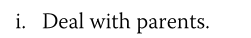 i. Deal with parents.